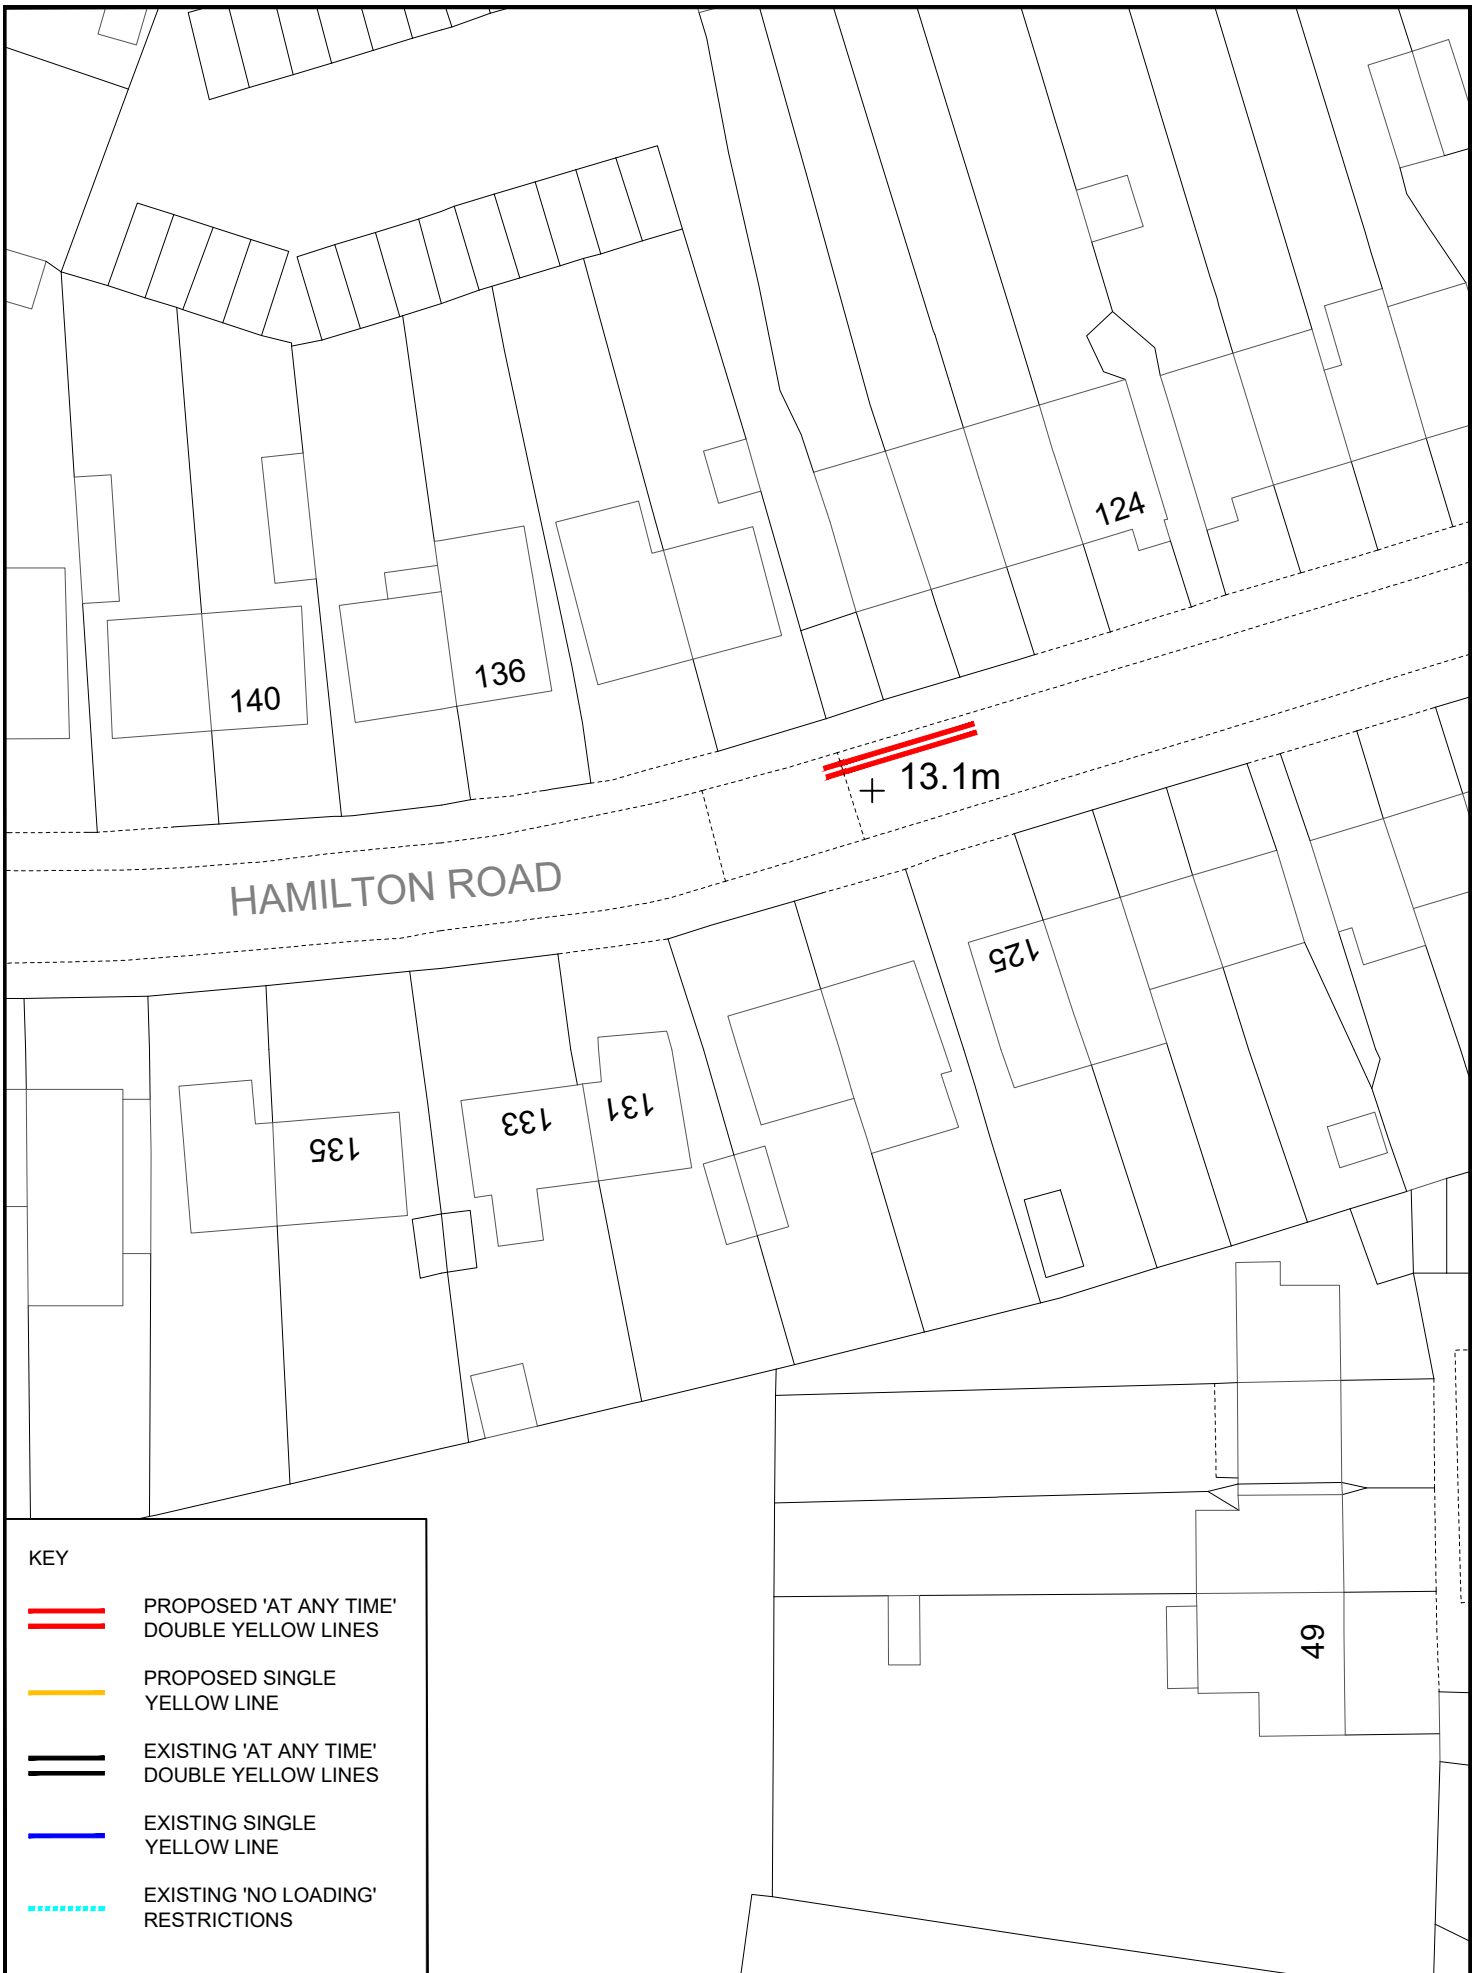 124
136
140
13.1m
HAMILTON ROAD
125
131
133
135
49
KEY
PROPOSED 'AT ANY TIME'
DOUBLE YELLOW LINES
PROPOSED SINGLE
YELLOW LINE
EXISTING 'AT ANY TIME'
DOUBLE YELLOW LINES
EXISTING SINGLE
YELLOW LINE
EXISTING 'NO LOADING'
RESTRICTIONS